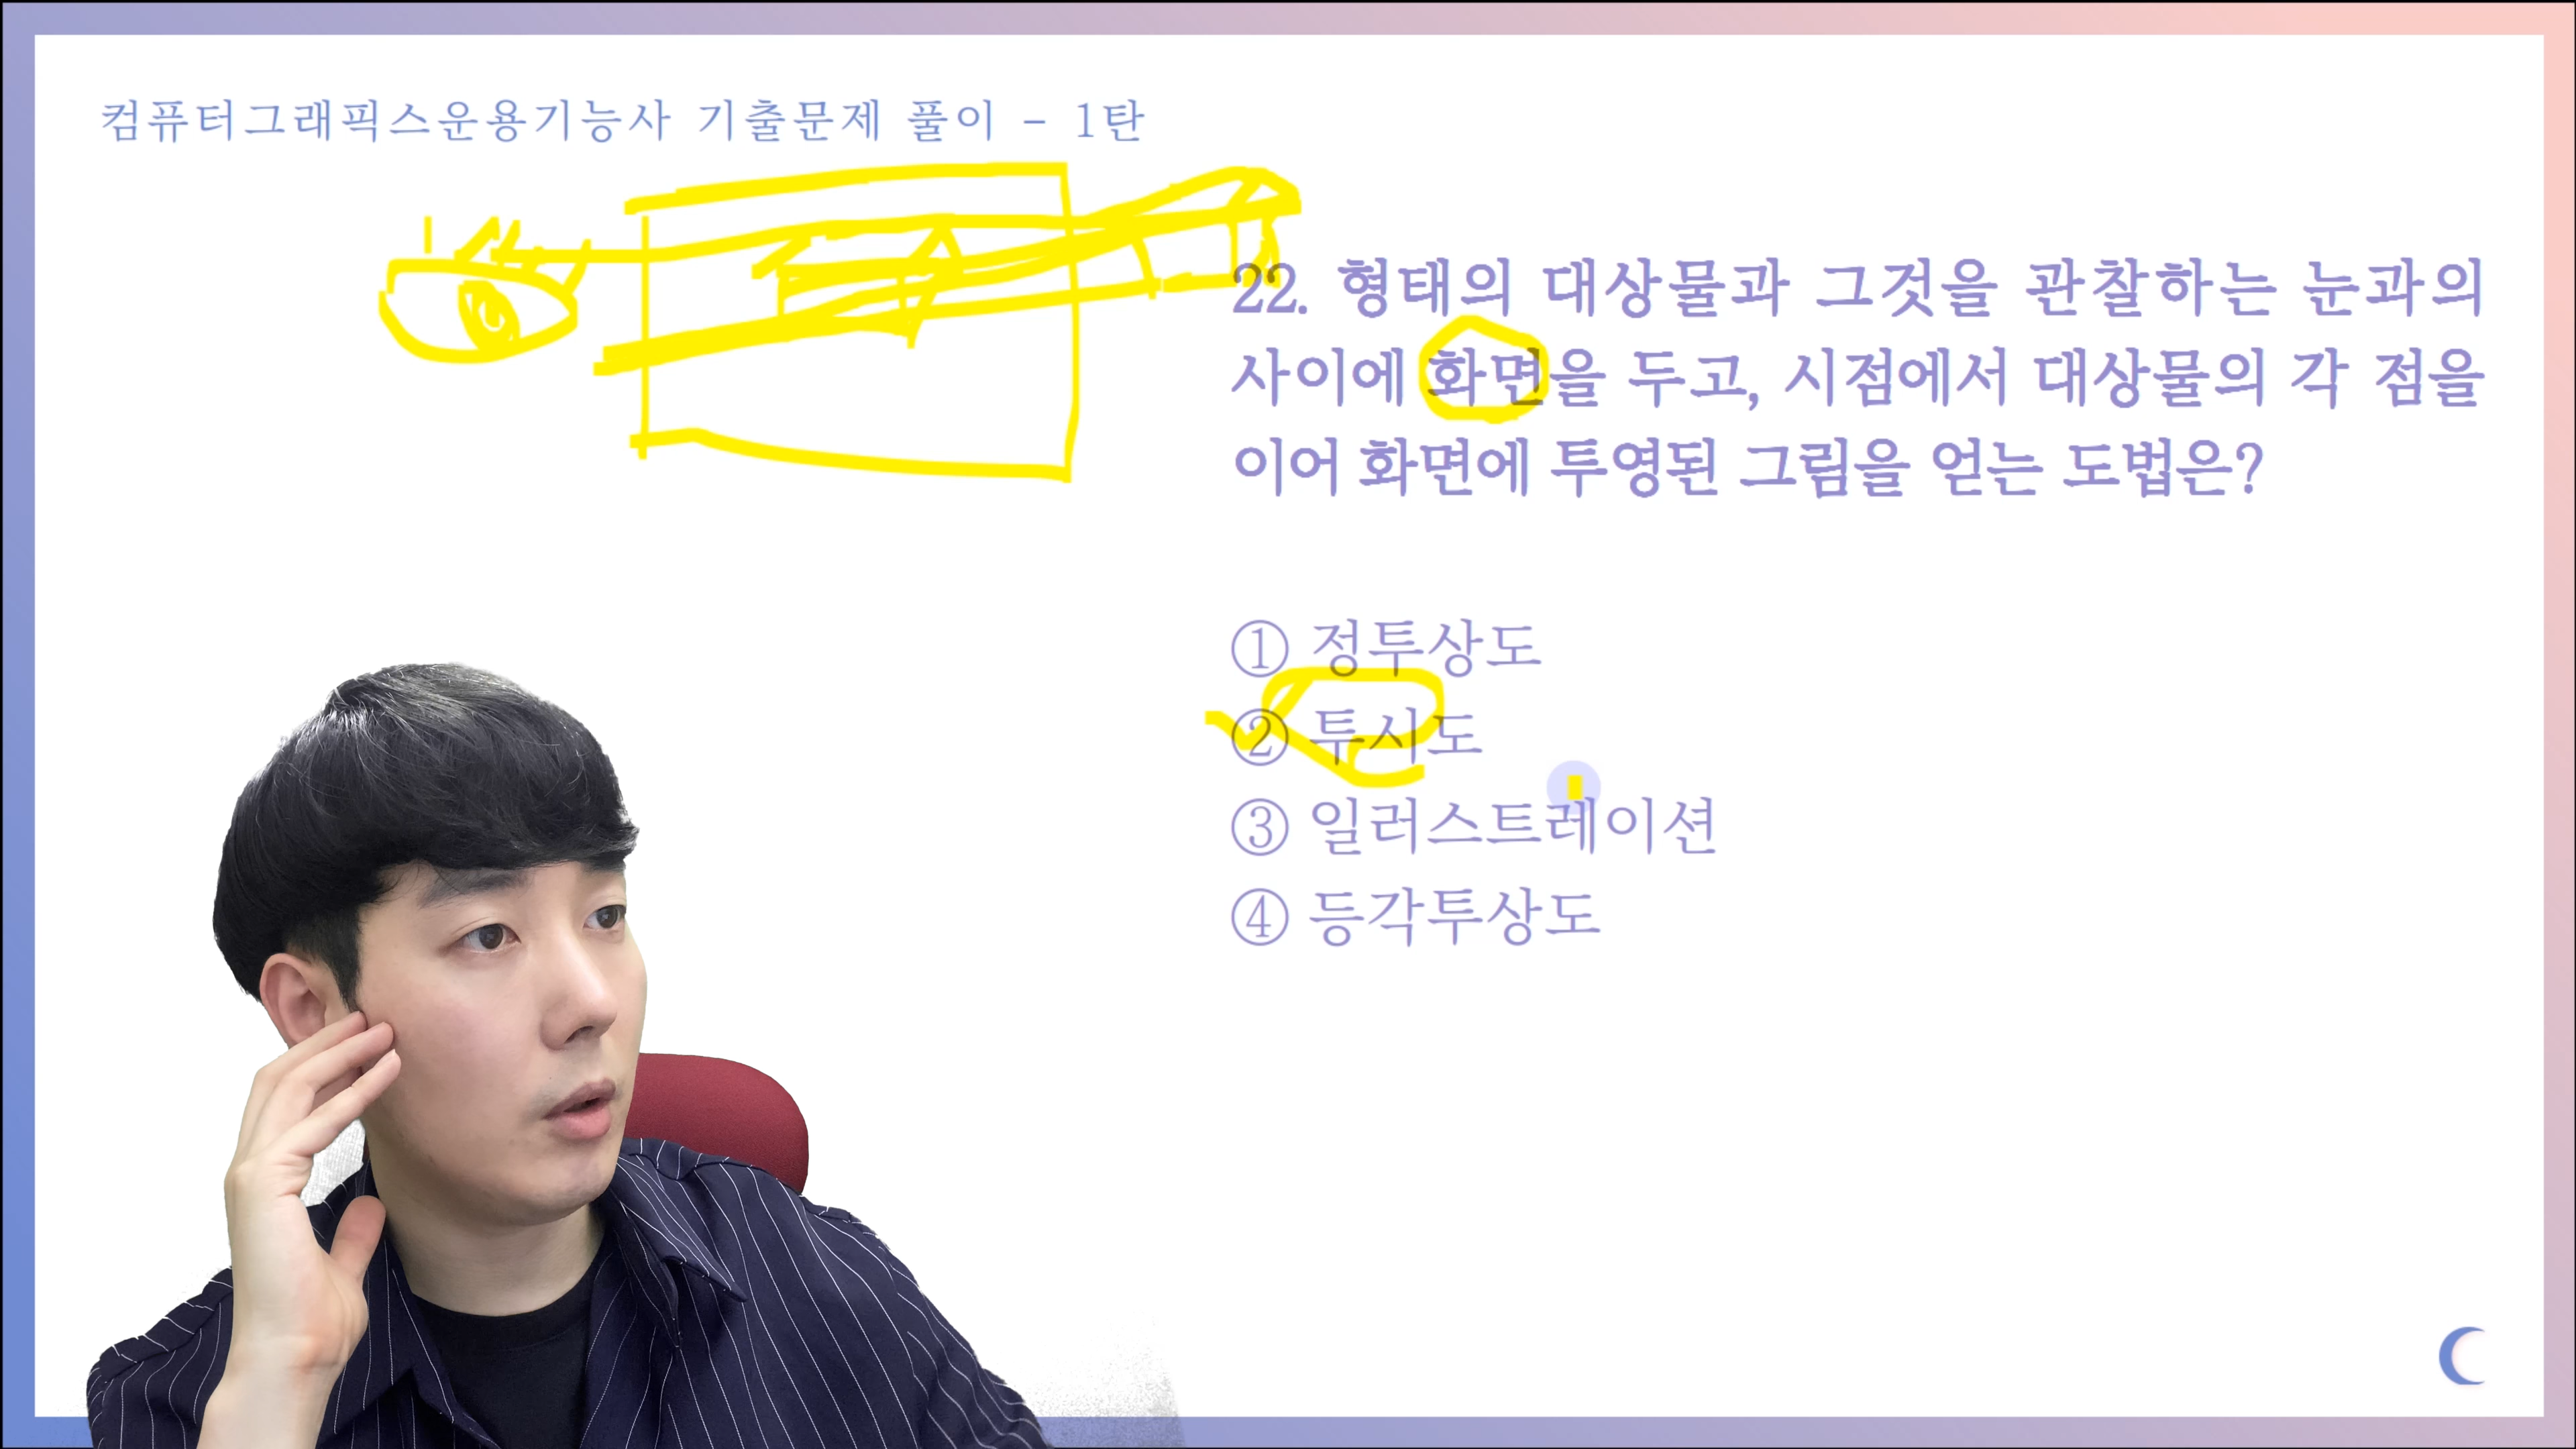 컴퓨터그래픽스운용기능사 기출문제 풀이 - 1탄
22. 형태의 대상물과 그것을 관찰하는 눈과의
사이에 화면을 두고, 시점에서 대상물의 각 점을
이어 화면에 투영된 그림을 얻는 도법은?
① 정투상도
② 투시도
③ 일러스트레이션
④ 등각투상도